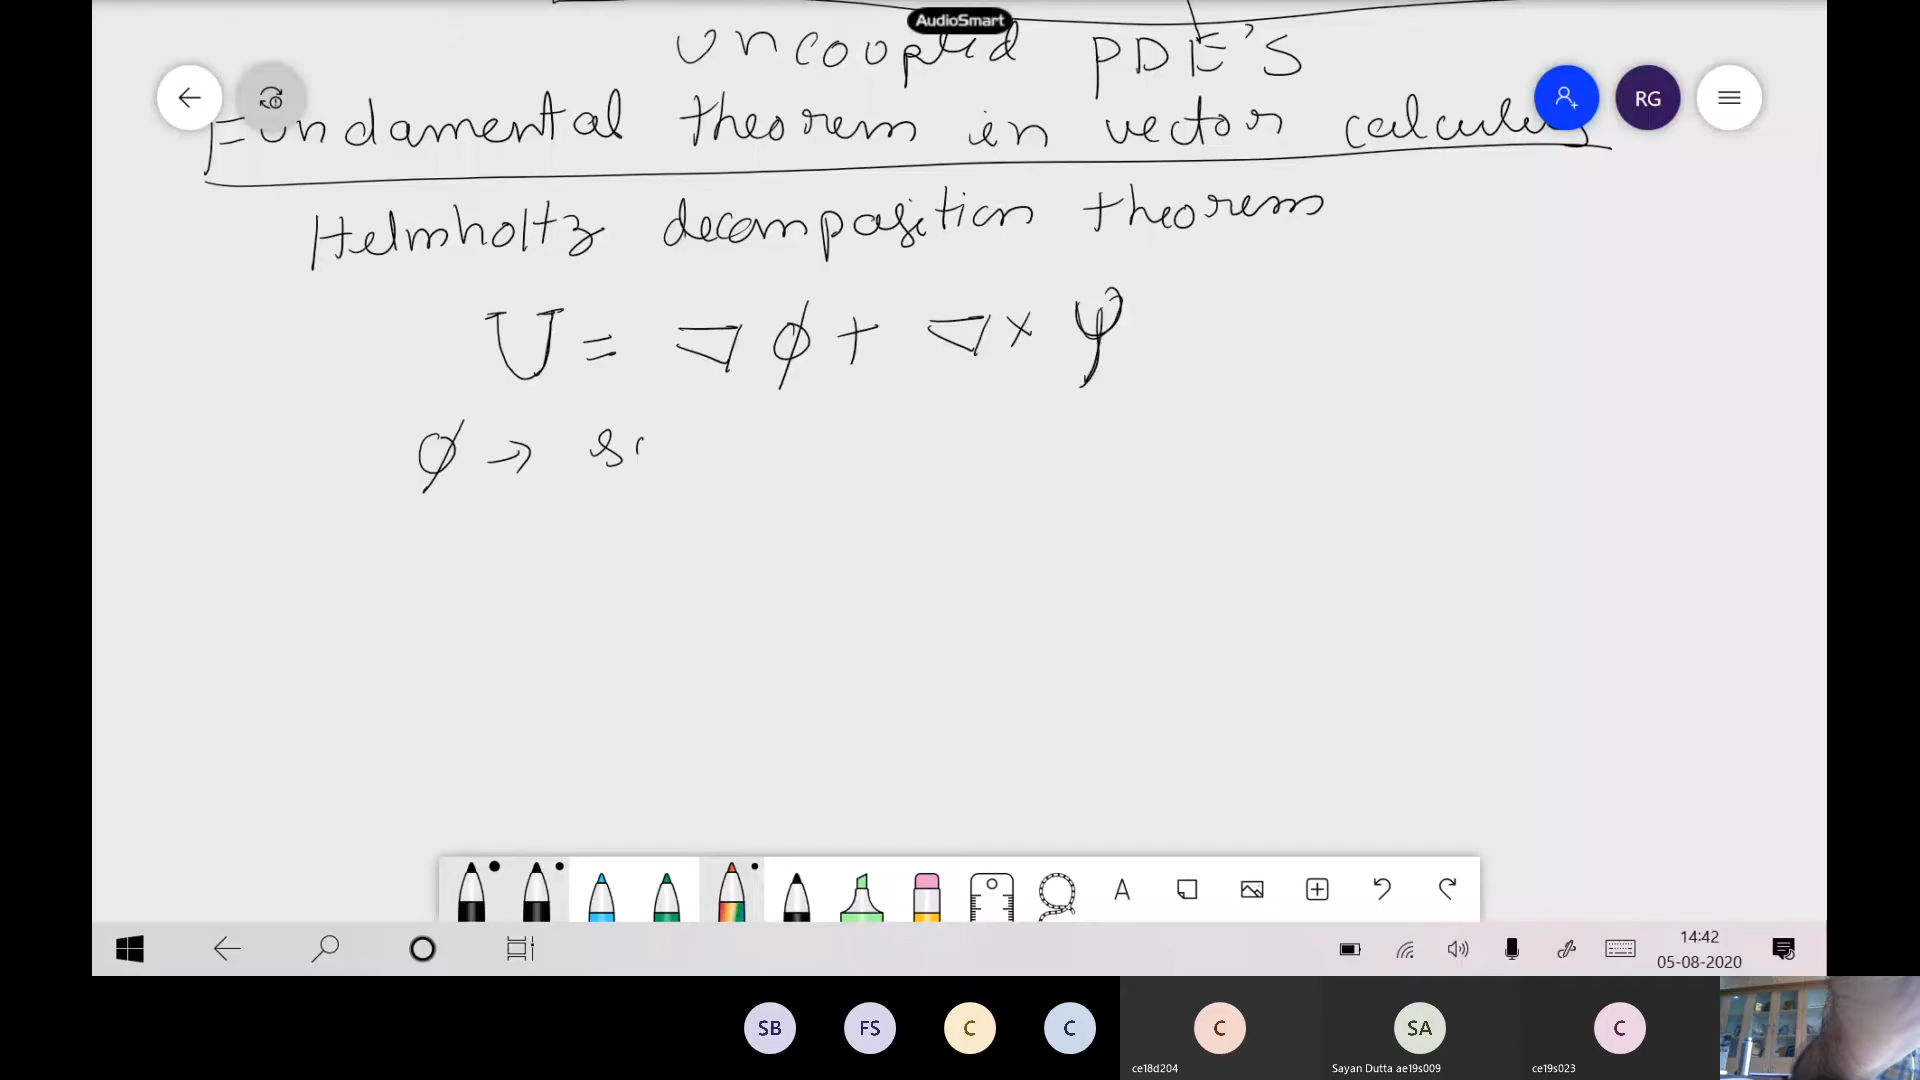 AudioSmart
uncoupled PDE'S
RG
Fundamental theorem in vector calculus
Helmholtz decomposition theorem
U = ∇ϕ + ∇× ψ
ϕ → sc
A
14:42
05-08-2020
SB FS C C C SA C
ce18d204 Sayan Dutta ae19s009 ce19s023